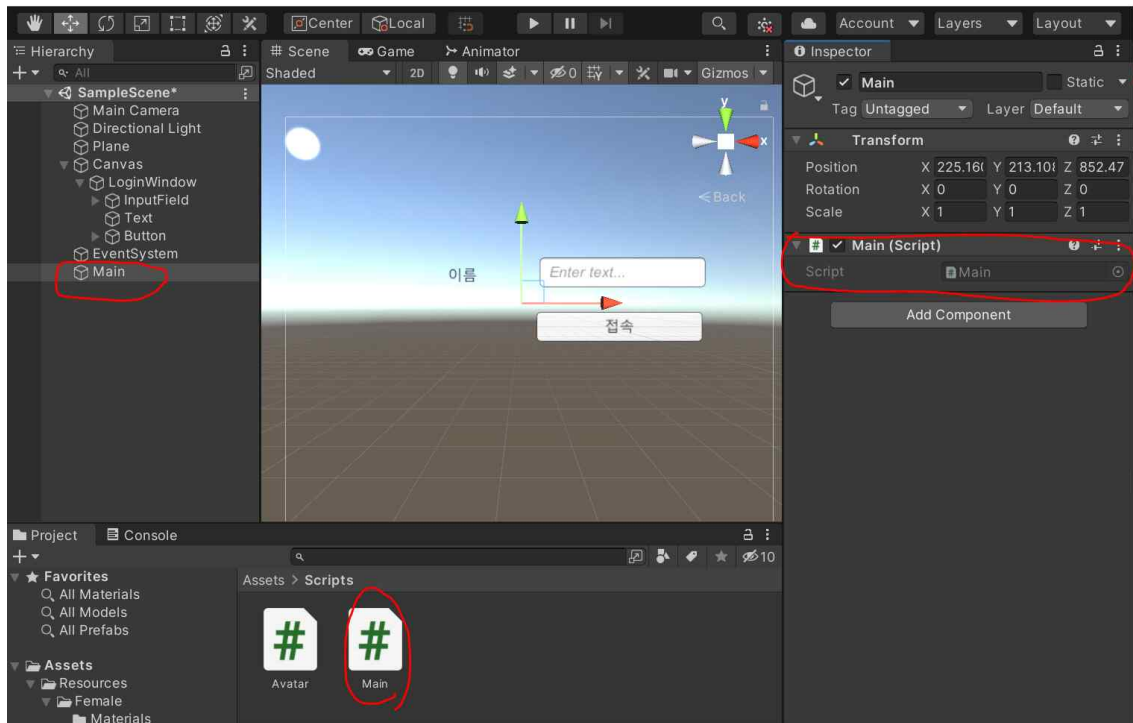 Center Local Account Layers Layout
Hierarchy
All
SampleScene*
Main Camera
Directional Light
Plane
Canvas
LoginWindow
InputField
Text
Button
EventSystem
Main
Scene Game Animator
Shaded 2D 0 Gizmos
y
x
Back
이름 Enter text...
접속
Inspector
Main Static
Tag Untagged Layer Default
Transform
Position X 225.16 Y 213.108 Z 852.47
Rotation X 0 Y 0 Z 0
Scale X 1 Y 1 Z 1
# Main (Script)
Script Main
Add Component
Project Console
10
Favorites
All Materials
All Models
All Prefabs
Assets
Resources
Female
Materials
Assets > Scripts
# #
Avatar Main